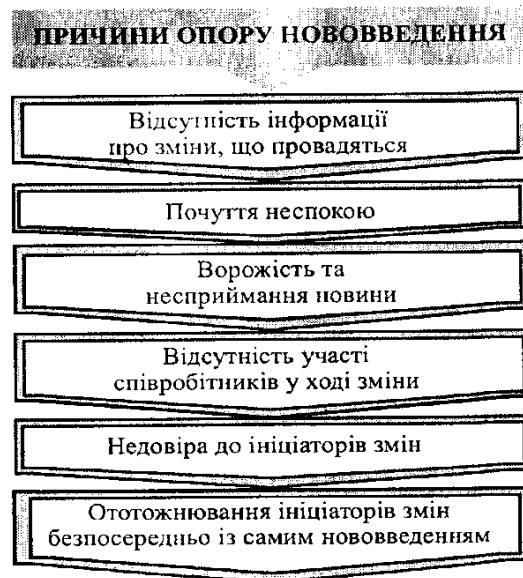 ПРИЧИНИ ОПОРУ НОВОВВЕДЕННЯ
Відсутність інформації
про зміни, що провадяться
Почуття неспокою
Ворожість та
несприймання новини
Відсутність участі
співробітників у ході зміни
Недовіра до ініціаторів змін
Ототожнювання ініціаторів змін
безпосередньо із самим нововведенням